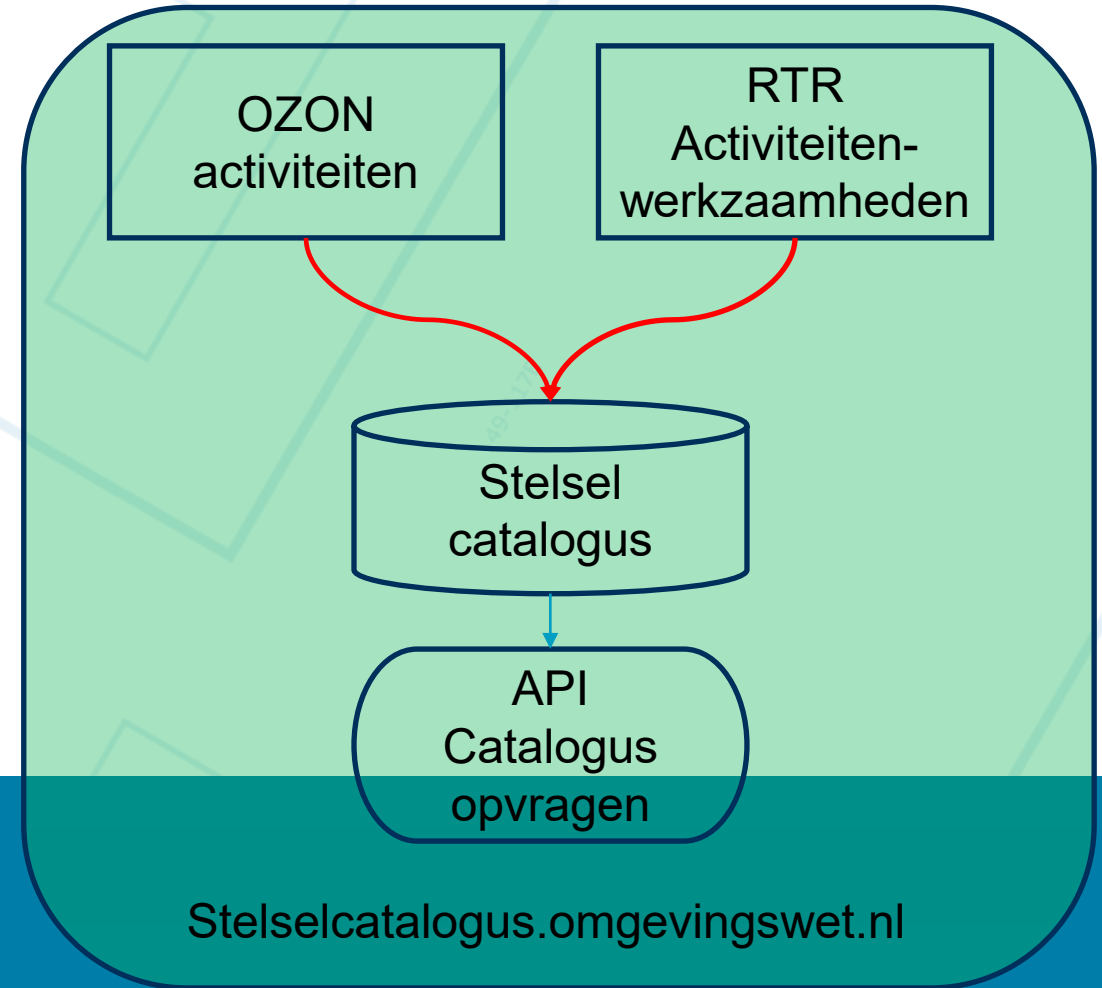 OZON
activiteiten
RTR
Activiteiten-
werkzaamheden
Stelsel
catalogus
API
Catalogus
opvragen
Stelselcatalogus.omgevingswet.nl